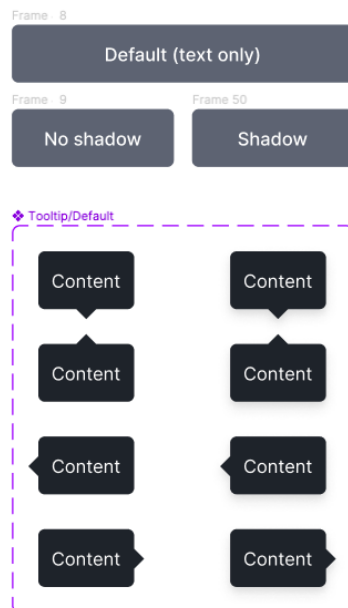 Frame 8
Default (text only)
Frame 9
Frame 50
No shadow
Shadow
Tooltip/Default
Content
Content
Content
Content
Content
Content
Content
Content